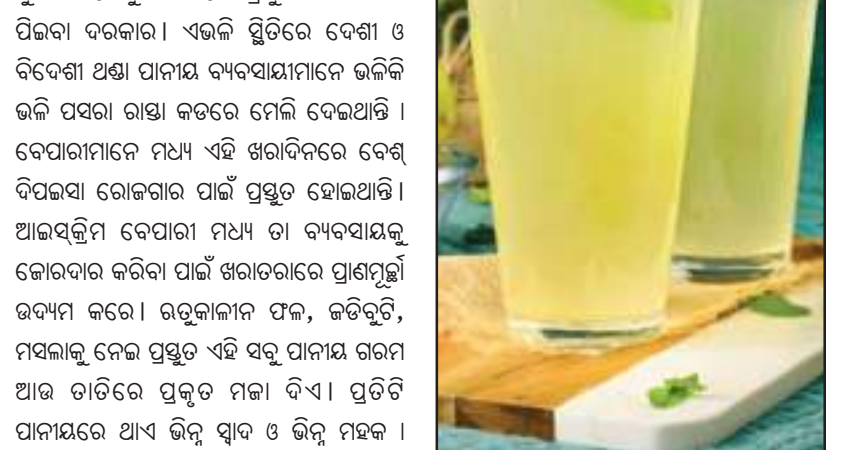 ପିଇବା ଦରକାର। ଏଭଳି ସ୍ଥିତିରେ ଦେଶୀ ଓ
ବିଦେଶୀ ଥଣ୍ଡା ପାନୀୟ ବ୍ୟବସାୟୀମାନେ ଭଳିକି
ଭଳି ପସରା ରାସ୍ତା କଡରେ ମେଲି ଦେଇଥାନ୍ତି ।
ବେପାରୀମାନେ ମଧ୍ୟ ଏହି ଖରାଦିନରେ ବେଶ୍
ଦିପଇସା ରୋଜଗାର ପାଇଁ ପ୍ରସ୍ତୁତ ହୋଇଥାନ୍ତି।
ଆଇସ୍‌କ୍ରିମ ବେପାରୀ ମଧ୍ୟ ତା ବ୍ୟବସାୟକୁ
ଜୋରଦାର କରିବା ପାଇଁ ଖରାତରାରେ ପ୍ରାଣମୂର୍ଚ୍ଛା
ଉଦ୍ୟମ କରେ। ଋତୁକାଳୀନ ଫଳ, ଜଡିବୁଟି,
ମସଲାକୁ ନେଇ ପ୍ରସ୍ତୁତ ଏହି ସବୁ ପାନୀୟ ଗରମ
ଆଉ ତାତିରେ ପ୍ରକୃତ ମଜା ଦିଏ। ପ୍ରତିଟି
ପାନୀୟରେ ଥାଏ ଭିନ୍ନ ସ୍ବାଦ ଓ ଭିନ୍ନ ମହକ ।